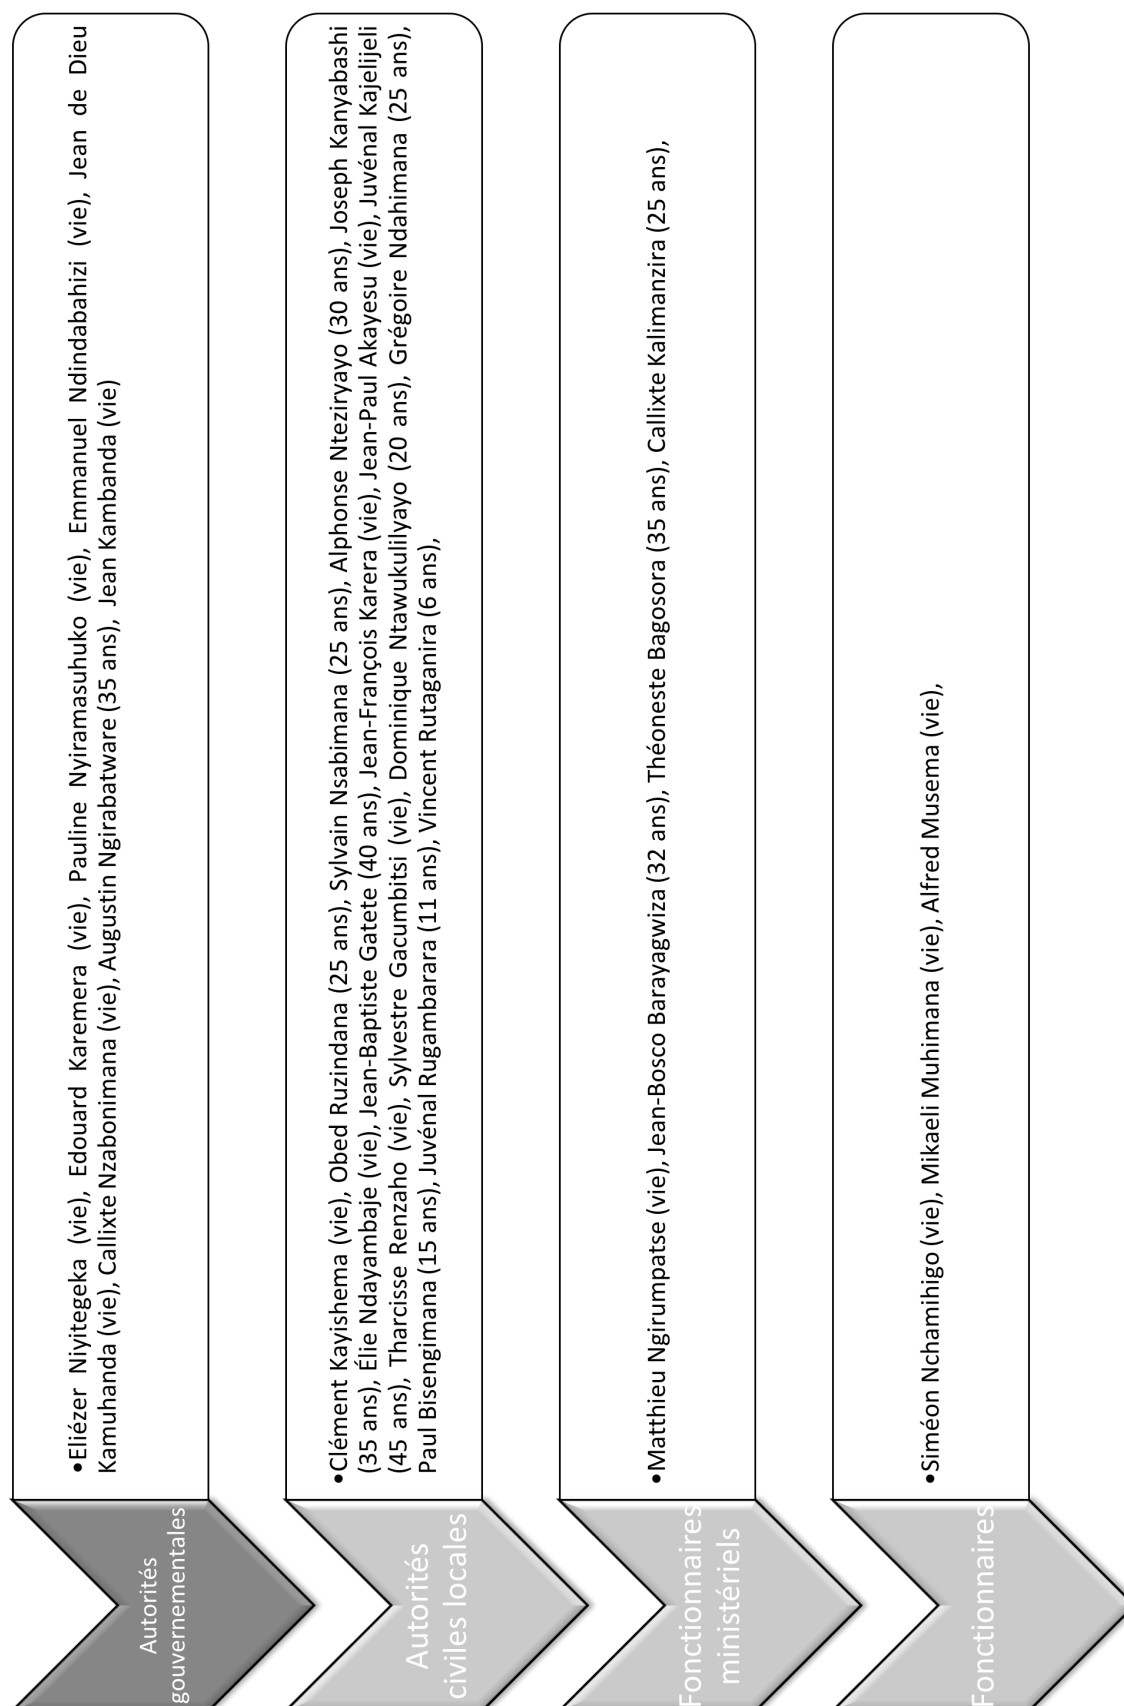 Autorités
gouvernementales
•Eliézer Niyitegeka (vie), Edouard Karemera (vie), Pauline Nyiramasuhuko (vie), Emmanuel Ndindabahizi (vie), Jean de Dieu
Kamuhanda (vie), Callixte Nzabonimana (vie), Augustin Ngirabatware (35 ans), Jean Kambanda (vie)
Autorités
civiles locales
•Clément Kayishema (vie), Obed Ruzindana (25 ans), Sylvain Nsabimana (25 ans), Alphonse Nteziryayo (30 ans), Joseph Kanyabashi
(35 ans), Élie Ndayambaje (vie), Jean-Baptiste Gatete (40 ans), Jean-François Karera (vie), Jean-Paul Akayesu (vie), Juvénal Kajelijeli
(45 ans), Tharcisse Renzaho (vie), Sylvestre Gacumbitsi (vie), Dominique Ntawukulilyayo (20 ans), Grégoire Ndahimana (25 ans),
Paul Bisengimana (15 ans), Juvénal Rugambarara (11 ans), Vincent Rutaganira (6 ans),
Fonctionnaires
ministériels
•Matthieu Ngirumpatse (vie), Jean-Bosco Barayagwiza (32 ans), Théoneste Bagosora (35 ans), Callixte Kalimanzira (25 ans),
Fonctionnaires
•Siméon Nchamihigo (vie), Mikaeli Muhimana (vie), Alfred Musema (vie),